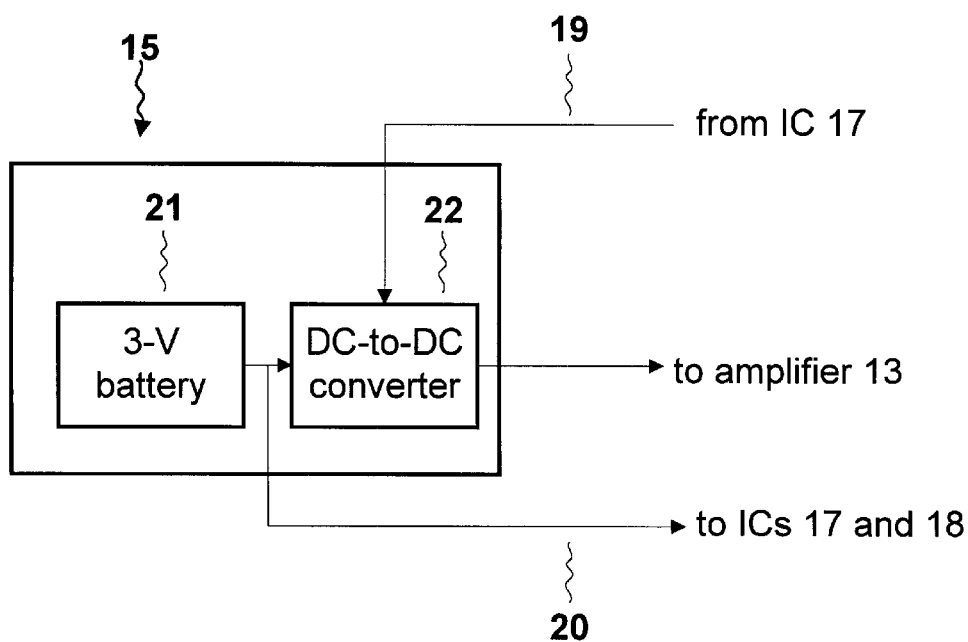 19
15
from IC 17
21
22
3-V
battery
DC-to-DC
converter
to amplifier 13
to ICs 17 and 18
20